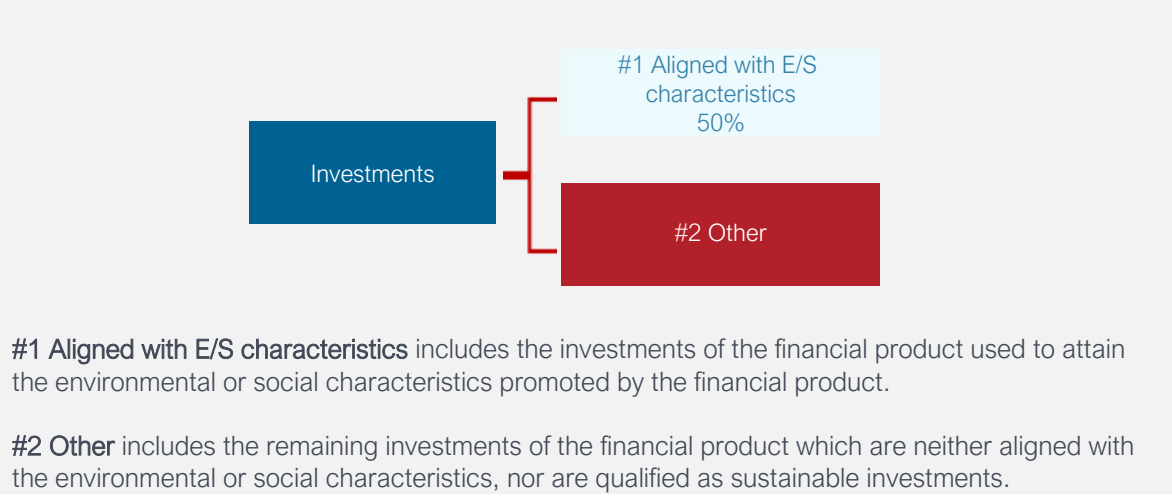 #1 Aligned with E/S
characteristics
50%
Investments
#2 Other
#1 Aligned with E/S characteristics includes the investments of the financial product used to attain
the environmental or social characteristics promoted by the financial product.
#2 Other includes the remaining investments of the financial product which are neither aligned with
the environmental or social characteristics, nor are qualified as sustainable investments.